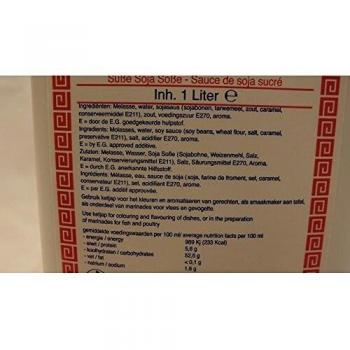 Süße Soja Soße - Sauce de soja sucré
Inh. 1 Liter ℮
Ingrediënten: Melasse, water, sojasaus (sojabonen, tarwemeel, zout, caramel,
conserveermiddel E211), zout, voedingszuur E270, aroma.
E = door de E.G. goedgekeurde hulpstof.
Ingredients: Molasses, water, soy sauce (soy beans, wheat flour, salt, caramel,
preservative E211), salt, acidifier E270, aroma.
E = by E.G. approved additive.
Zutaten: Melasse, Wasser, Soja Soße (Sojabohne, Weizenmehl, Salz,
Karamel, Konservierungsmittel E211), Salz, Säurungsmittel E270, Aroma.
E = durch E.G. anerkannte Hilfsstoff.
Ingrédients: Mélasse, eau, sauce de soja (soja, farine de froment, sel, caramel,
conservateur E211), sel, acidifiant E270, aroma.
E = par E.G. additif approuvée.
Gebruik ketjap voor het kleuren en aromatiseren van gerechten, als smaakmaker aan tafel,
als onderdeel van marinades voor vlees en gevogelte.
Use ketjap for colouring and flavouring of dishes, or in the preparation
of marinades for fish and poultry
gemiddelde voedingswaarden per 100 ml/ average nutrition facts per 100 ml
- energie / energy 989 Kj (233 Kcal)
- eiwit / protein 5,6 g
- koolhydraten / carbohydrates 52,6 g
- vet / fat < 0,1 g
- natrium / sodium 1,8 g